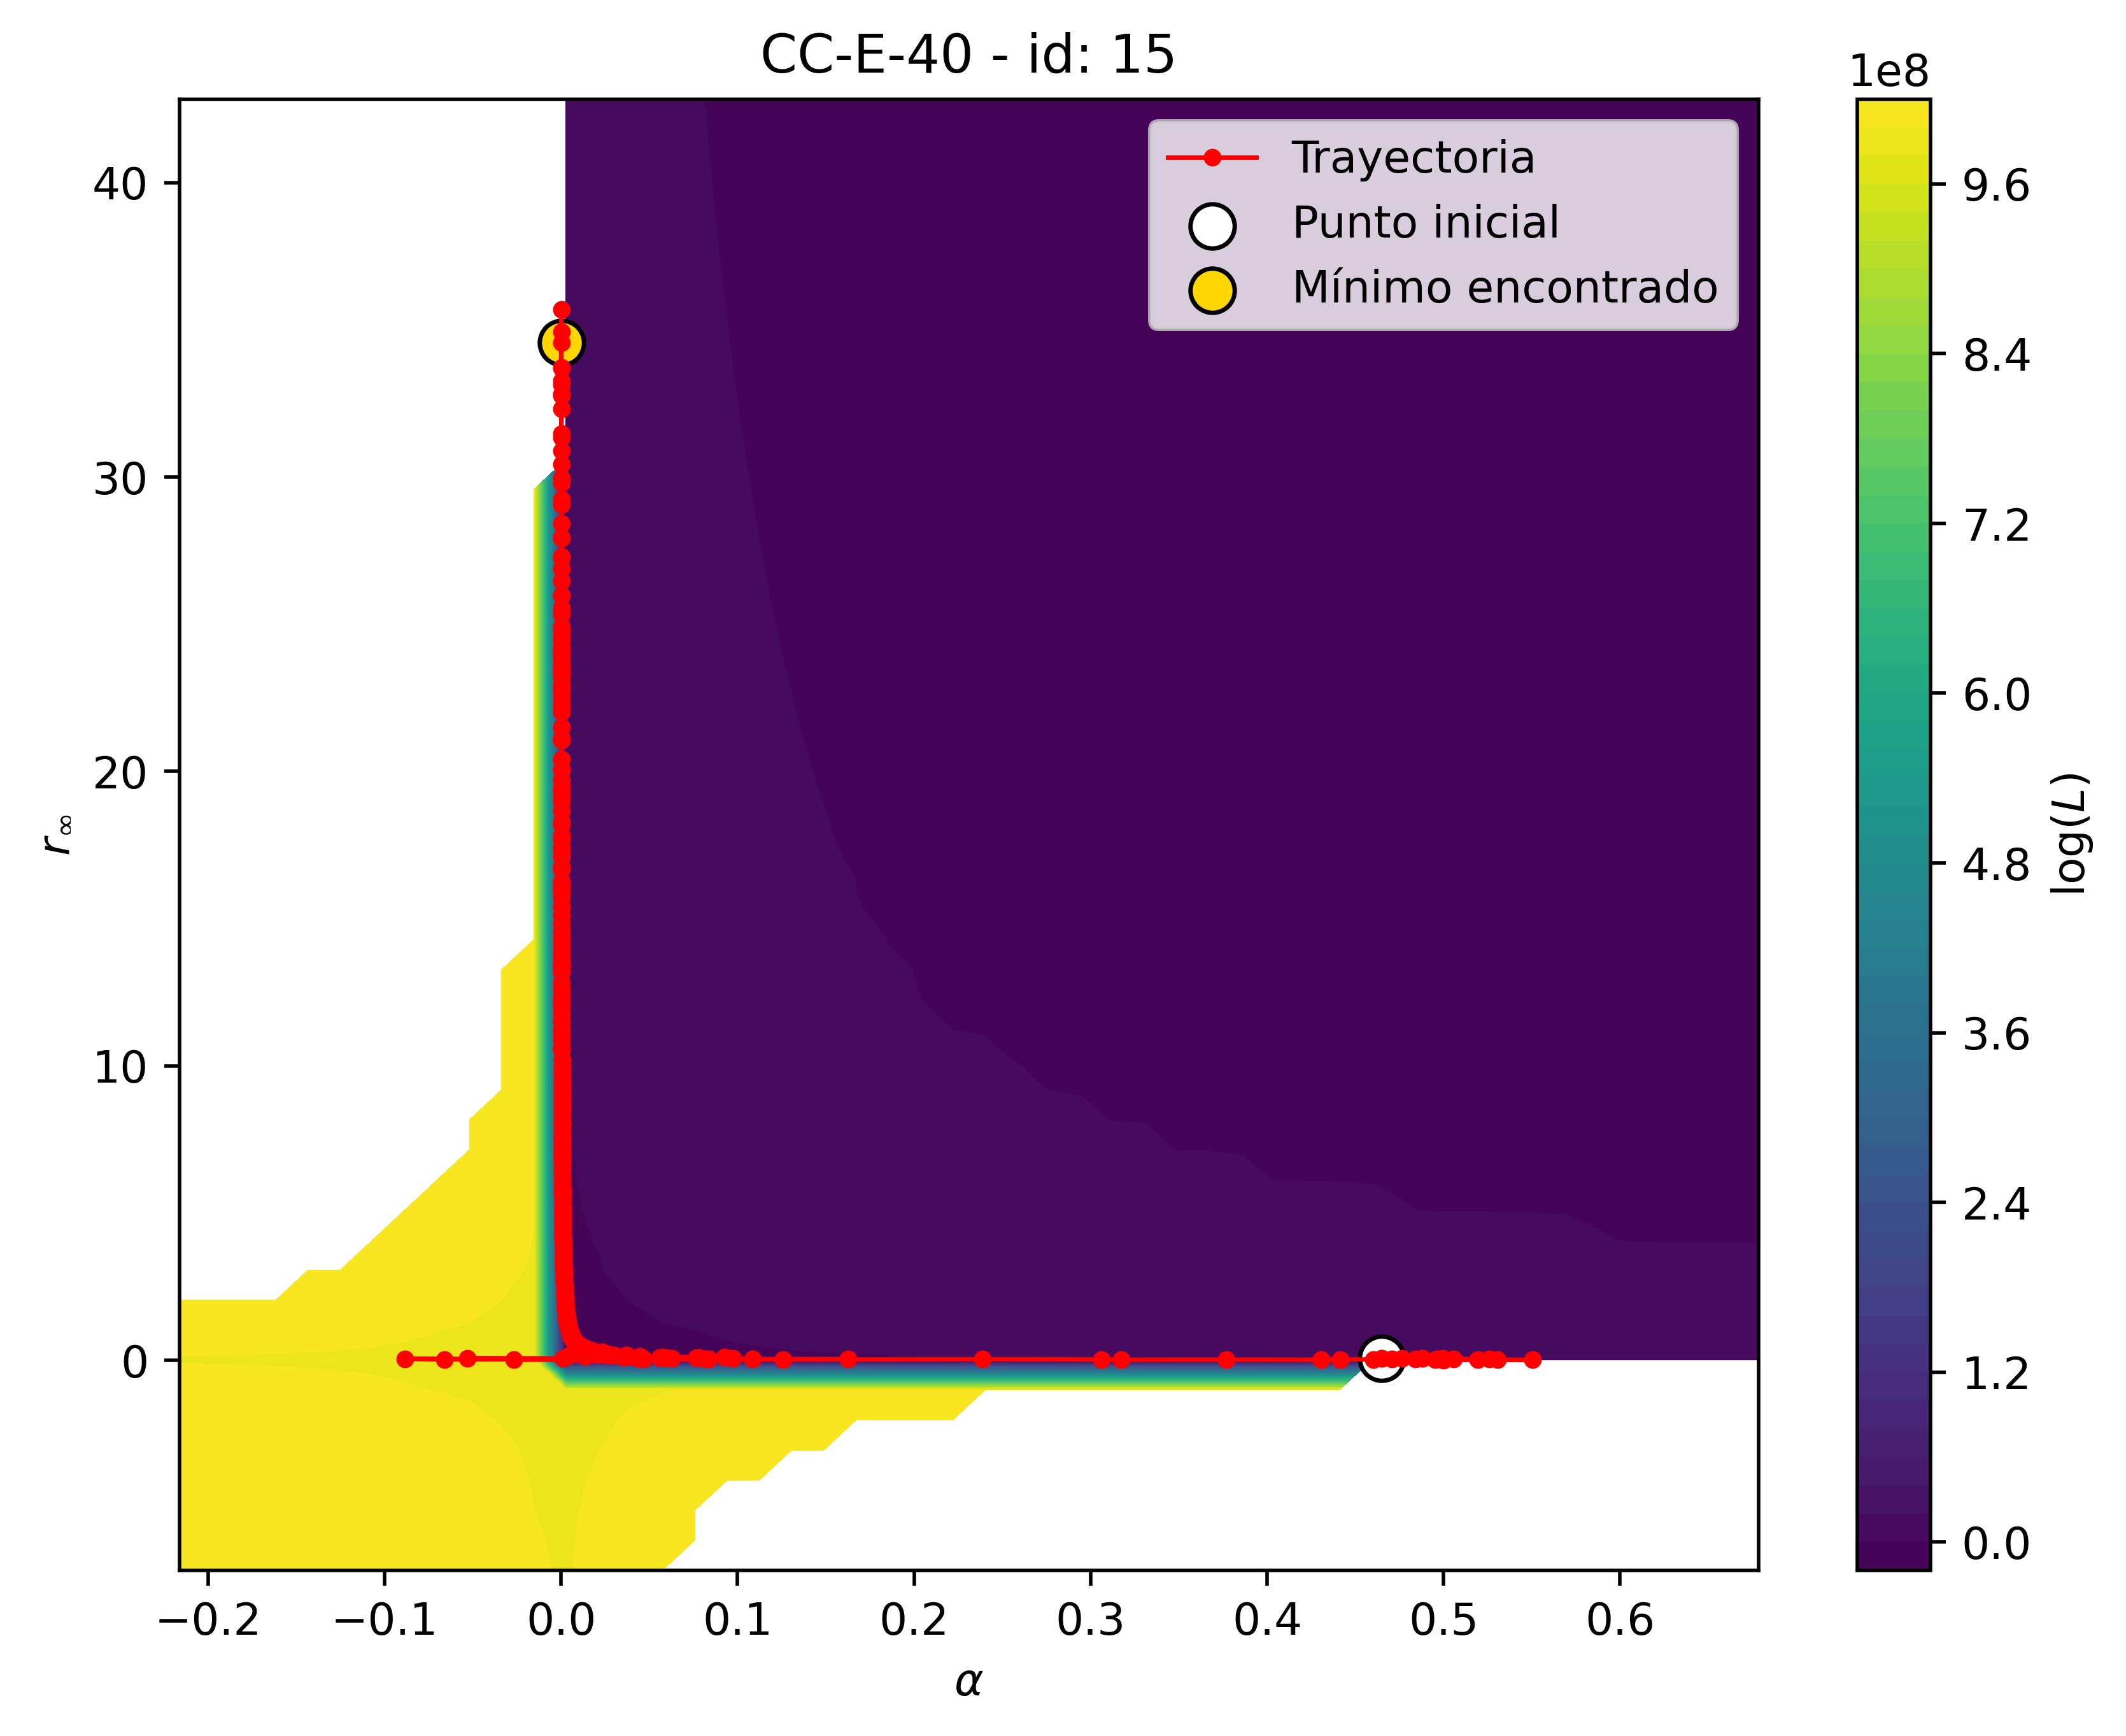 CC-E-40 - id: 15
1e8
Trayectoria
Punto inicial
Mínimo encontrado
40
30
20
10
0
r∞
−0.2
−0.1
0.0
0.1
0.2
0.3
0.4
0.5
0.6
α
9.6
8.4
7.2
6.0
4.8
3.6
2.4
1.2
0.0
log(L)